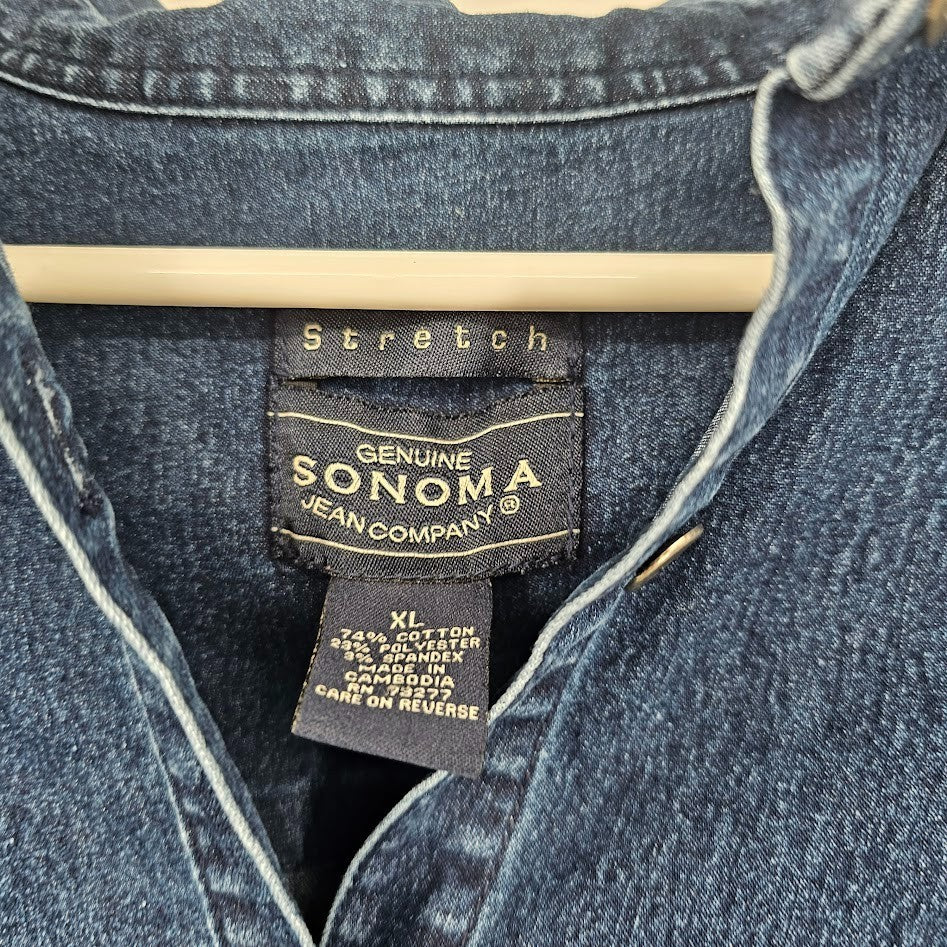 Stretch
GENUINE
SONOMA
JEAN COMPANY ®
XL
74% COTTON
23% POLYESTER
3% SPANDEX
MADE IN
CAMBODIA
RN 73277
CARE ON REVERSE